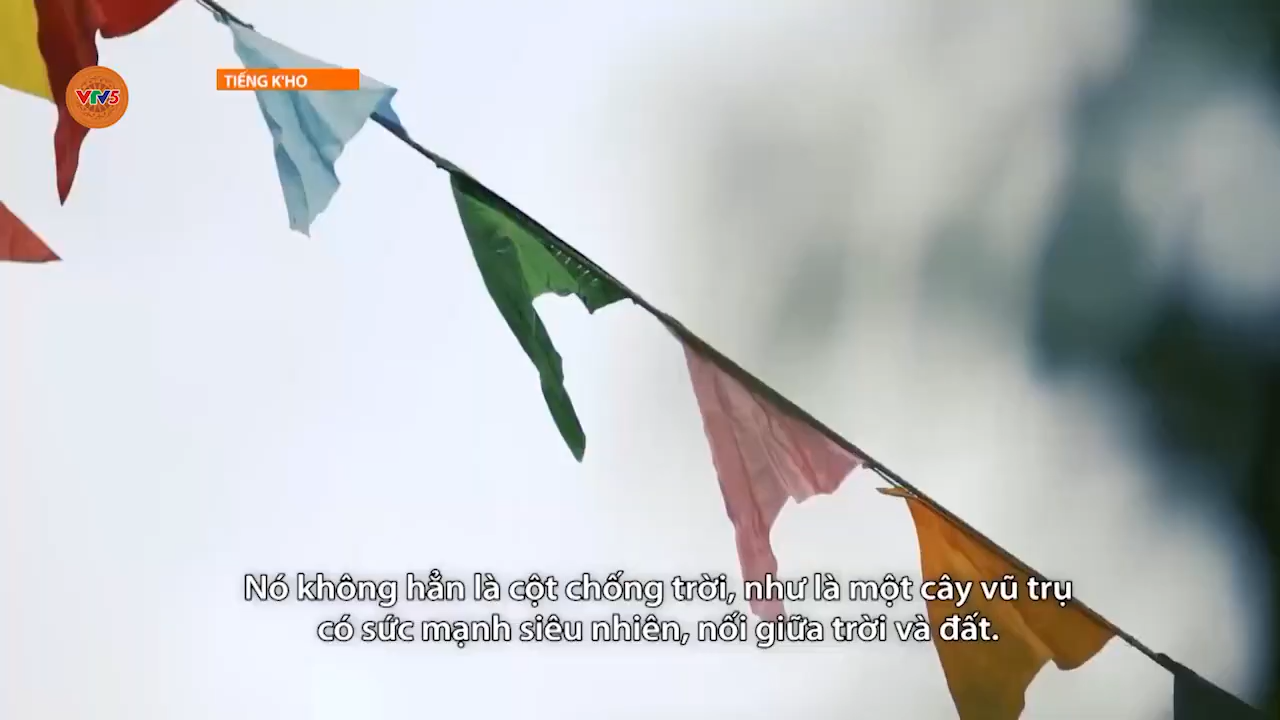 TIẾNG K'HO
VTV5
Nó không hẳn là cột chống trời, như là một cây vũ trụ
có sức mạnh siêu nhiên, nối giữa trời và đất.